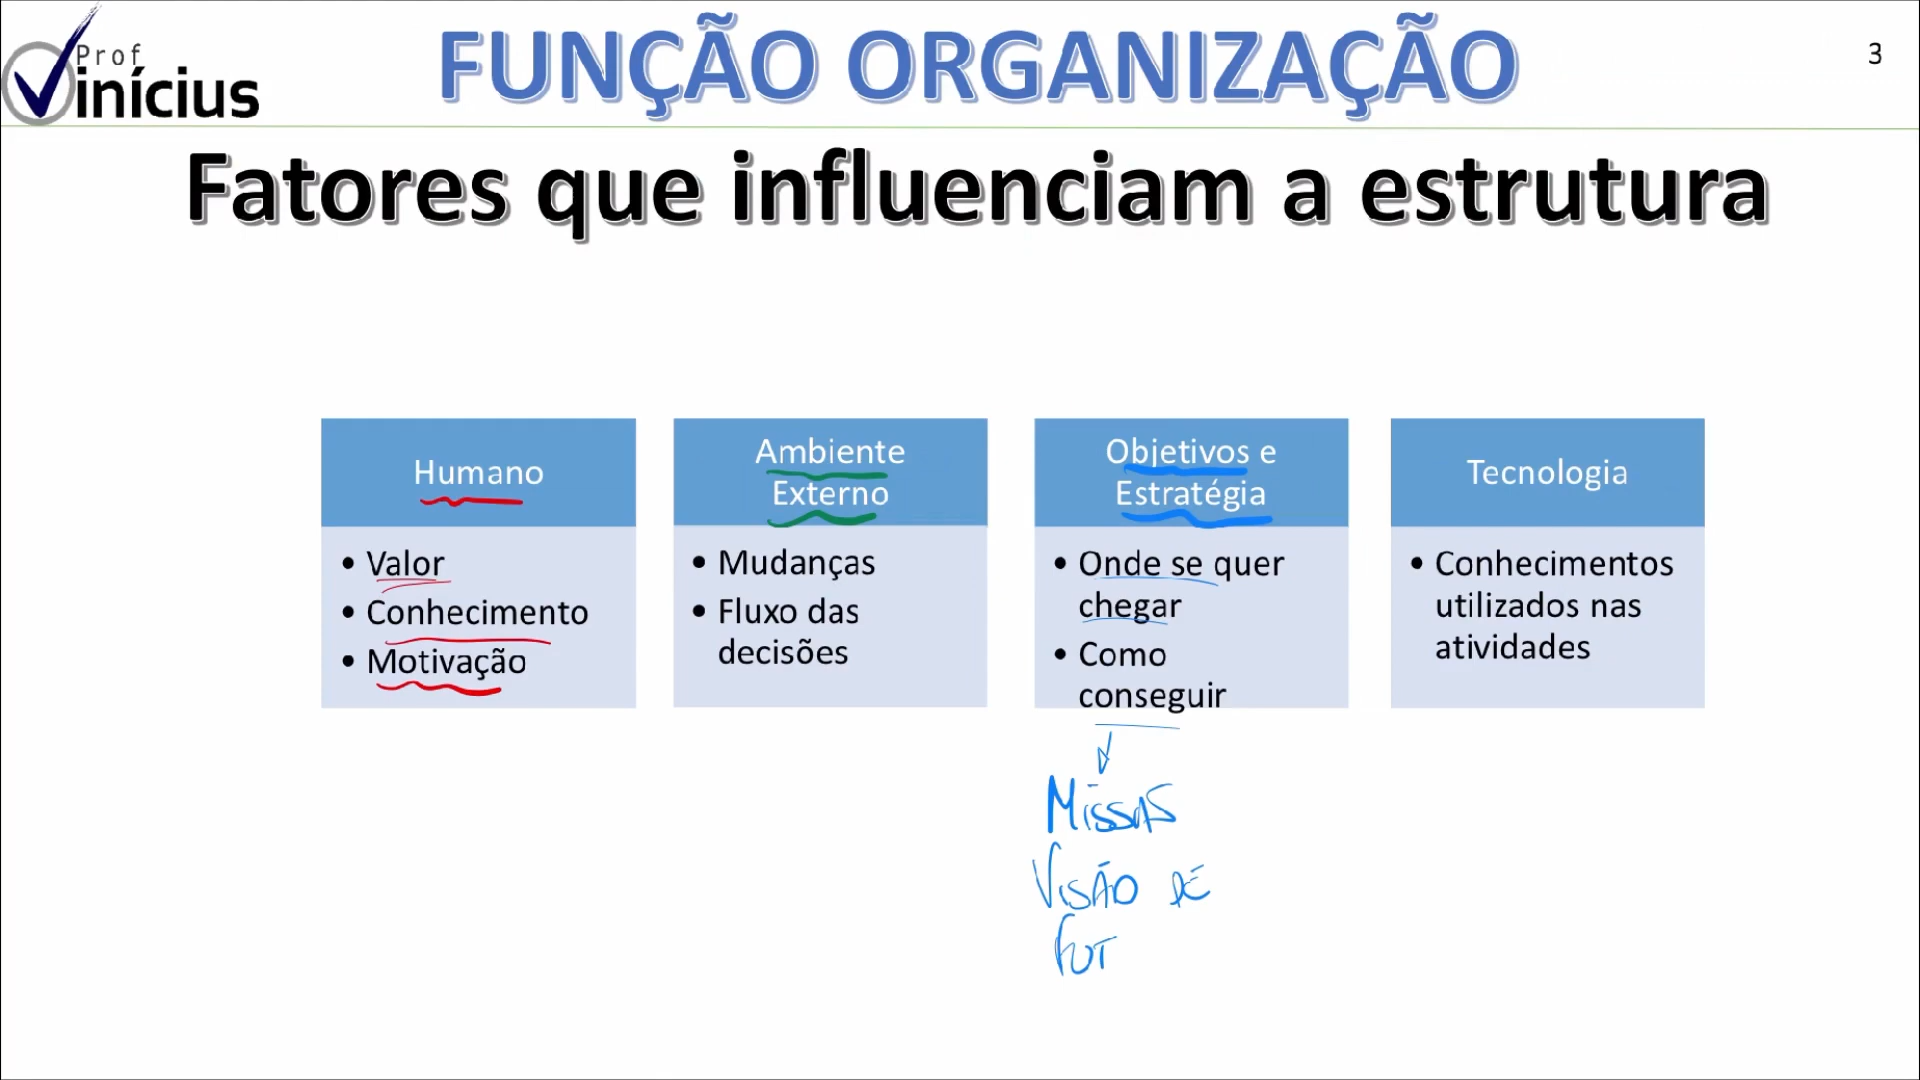 Prof
Vinícius
FUNÇÃO ORGANIZAÇÃO
3
Fatores que influenciam a estrutura
Humano
• Valor
• Conhecimento
• Motivação
Ambiente
Externo
• Mudanças
• Fluxo das
decisões
Objetivos e
Estratégia
• Onde se quer
chegar
• Como
conseguir
MISSAS
VISÃO DE
FUT
Tecnologia
• Conhecimentos
utilizados nas
atividades